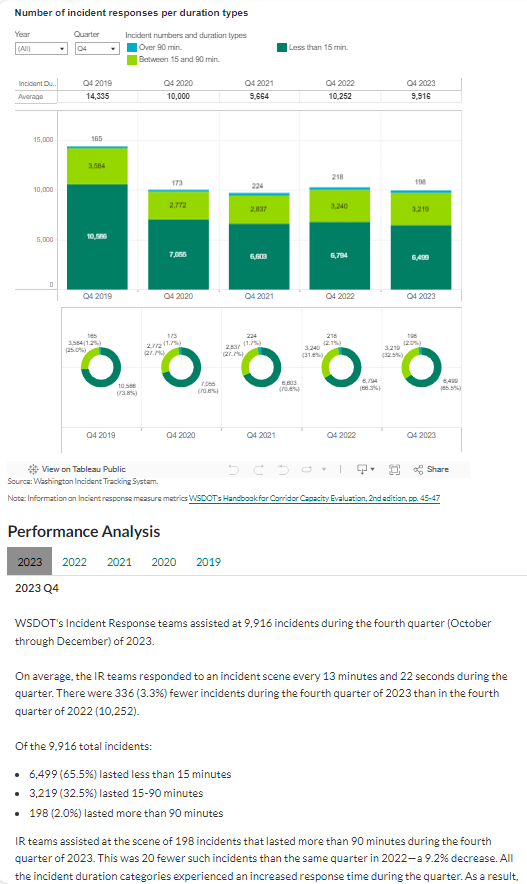 Number of incident responses per duration types
Year Quarter Incident numbers and duration types
(All) Q4 Over 90 min. Less than 15 min.
Between 15 and 90 min.
Incident Du.. Q4 2019 Q4 2020 Q4 2021 Q4 2022 Q4 2023
Average 14,335 10,000 9,664 10,252 9,916
15,000
10,000
5,000
0
165 173 224 218 198
3,584 2,772 2,837 3,240 3,219
10,586 7,055 6,603 6,794 6,499
Q4 2019 Q4 2020 Q4 2021 Q4 2022 Q4 2023
165 173 224 218 198
3,584 (1.2%) 2,772 (1.7%) 2,837 (1.7%) 3,240 (2.1%) 3,219 (2.0%)
(25.0%) (27.7%) (27.7%) (31.6%) (32.5%)
10,586 7,055 6,603 6,794 6,499
(73.8%) (70.6%) (70.6%) (66.3%) (65.5%)
Q4 2019 Q4 2020 Q4 2021 Q4 2022 Q4 2023
View on Tableau Public Share
Source: Washington Incident Tracking System.
Note: Information on Incient response measure metrics WSDOT's Handbook for Corridor Capacity Evaluation, 2nd edition, pp. 45-47
Performance Analysis
2023 2022 2021 2020 2019
2023 Q4
WSDOT's Incident Response teams assisted at 9,916 incidents during the fourth quarter (October
through December) of 2023.
On average, the IR teams responded to an incident scene every 13 minutes and 22 seconds during the
quarter. There were 336 (3.3%) fewer incidents during the fourth quarter of 2023 than in the fourth
quarter of 2022 (10,252).
Of the 9,916 total incidents:
• 6,499 (65.5%) lasted less than 15 minutes
• 3,219 (32.5%) lasted 15-90 minutes
• 198 (2.0%) lasted more than 90 minutes
IR teams assisted at the scene of 198 incidents that lasted more than 90 minutes during the fourth
quarter of 2023. This was 20 fewer such incidents than the same quarter in 2022—a 9.2% decrease. All
the incident duration categories experienced an increased response time during the quarter. As a result,